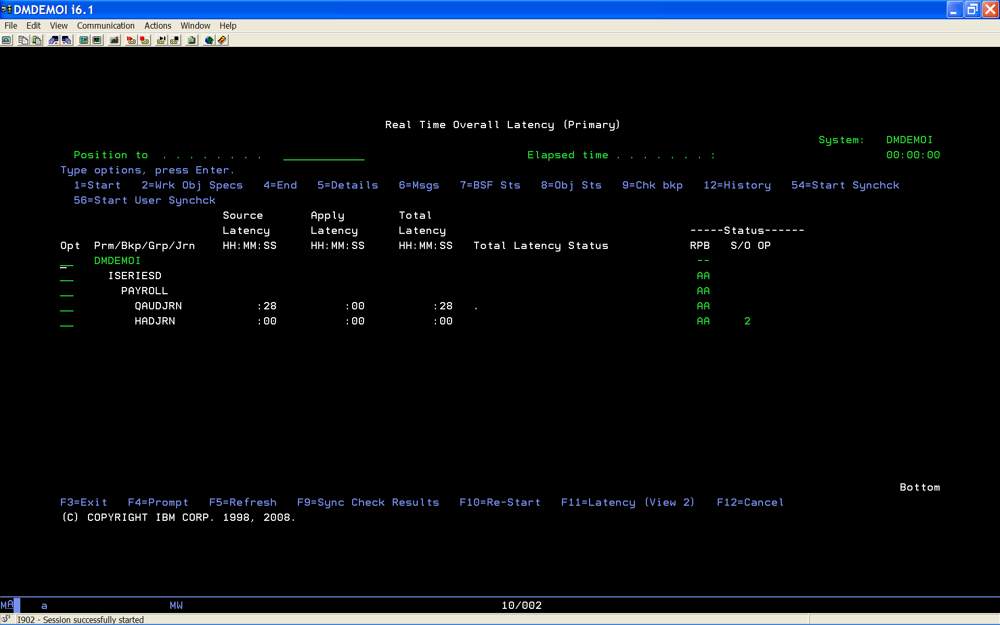 DMDEMOI i6.1
File Edit View Communication Actions Window Help
Real Time Overall Latency (Primary)
System: DMDEMOI
Position to . . . . . . . . Elapsed time . . . . . . . : 00:00:00
Type options, press Enter.
1=Start 2=Wrk Obj Specs 4=End 5=Details 6=Msgs 7=BSF Sts 8=Obj Sts 9=Chk bkp 12=History 54=Start Synchck
56=Start User Synchck
Source Apply Total
Latency Latency Latency -----Status------
Opt Prm/Bkp/Grp/Jrn HH:MM:SS HH:MM:SS HH:MM:SS Total Latency Status RPB S/O OP
DMDEMOI --
ISERIESD AA
PAYROLL AA
QAUDJRN :28 :00 :28 . AA
HADJRN :00 :00 :00 AA 2
Bottom
F3=Exit F4=Prompt F5=Refresh F9=Sync Check Results F10=Re-Start F11=Latency (View 2) F12=Cancel
(C) COPYRIGHT IBM CORP. 1998, 2008.
MA a MW 10/002
I902 - Session successfully started